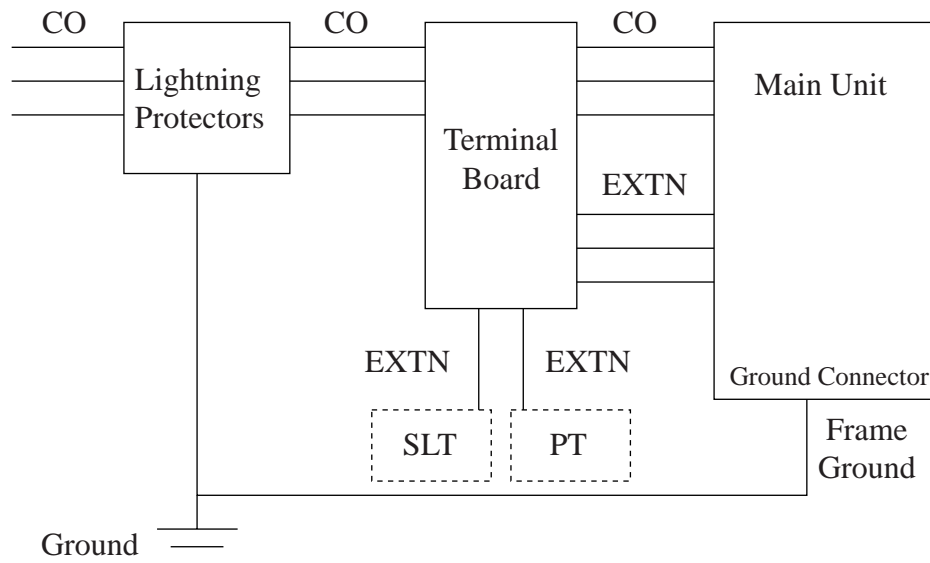 CO
CO
CO
Lightning
Protectors
Main Unit
Terminal
Board
EXTN
EXTN
EXTN
Ground Connector
SLT
PT
Frame
Ground
Ground